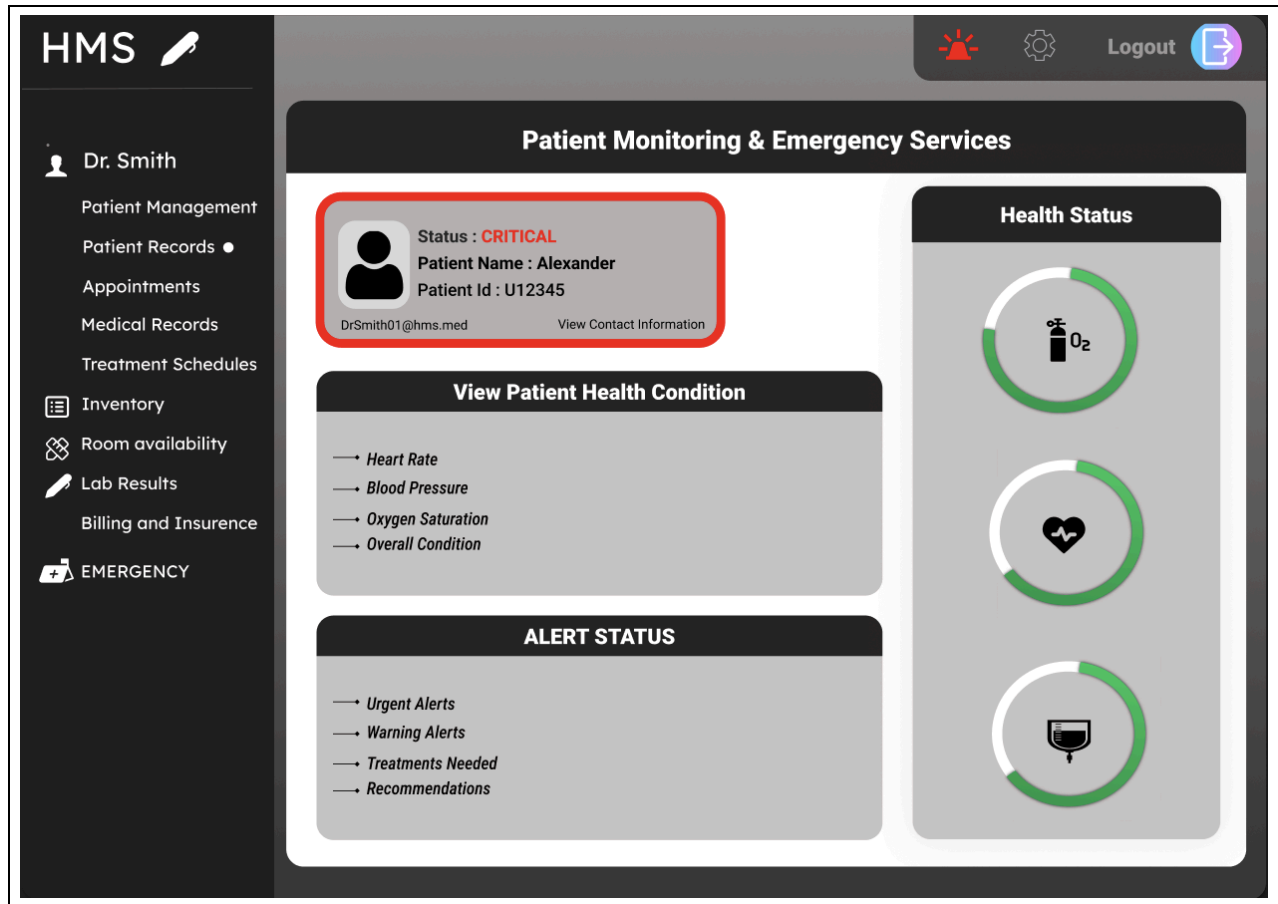 HMS
Logout
Dr. Smith
Patient Management
Patient Records
Appointments
Medical Records
Treatment Schedules
Inventory
Room availability
Lab Results
Billing and Insurence
EMERGENCY
Patient Monitoring & Emergency Services
Status : CRITICAL
Patient Name : Alexander
Patient Id : U12345
DrSmith01@hms.med View Contact Information
View Patient Health Condition
Heart Rate
Blood Pressure
Oxygen Saturation
Overall Condition
ALERT STATUS
Urgent Alerts
Warning Alerts
Treatments Needed
Recommendations
Health Status
O₂